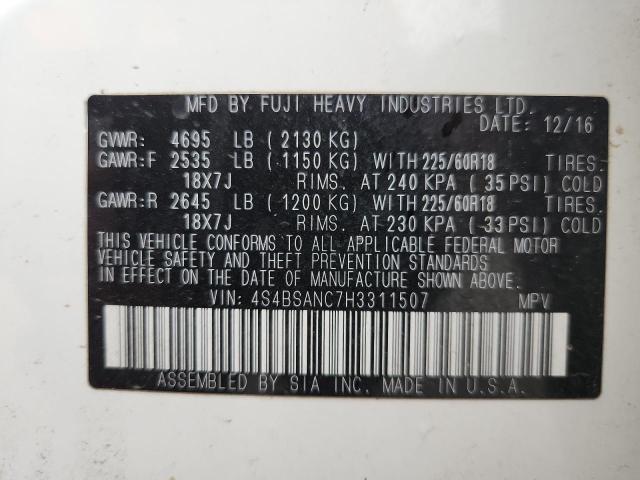 MFD BY FUJI HEAVY INDUSTRIES LTD.
DATE: 12/16
GVWR: 4695 LB ( 2130 KG)
GAWR:F 2535 LB ( 1150 KG) WITH 225/60R18 TIRES.
18X7J RIMS. AT 240 KPA ( 35 PSI) COLD
GAWR:R 2645 LB ( 1200 KG) WITH 225/60R18 TIRES.
18X7J RIMS. AT 230 KPA ( 33 PSI) COLD
THIS VEHICLE CONFORMS TO ALL APPLICABLE FEDERAL MOTOR
VEHICLE SAFETY AND THEFT PREVENTION STANDARDS
IN EFFECT ON THE DATE OF MANUFACTURE SHOWN ABOVE.
VIN: 4S4BSANC7H3311507 MPV
ASSEMBLED BY SIA INC. MADE IN U.S.A.